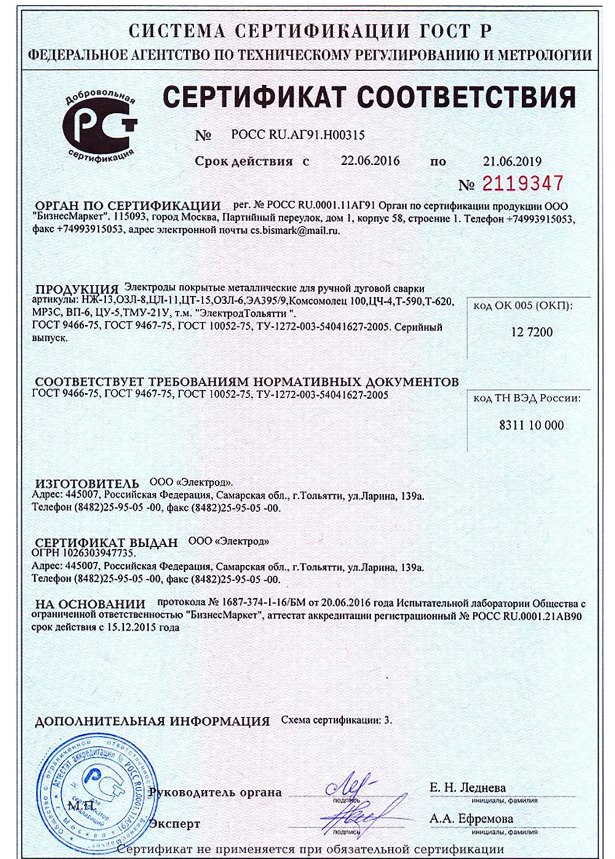 СИСТЕМА СЕРТИФИКАЦИИ ГОСТ Р
ФЕДЕРАЛЬНОЕ АГЕНТСТВО ПО ТЕХНИЧЕСКОМУ РЕГУЛИРОВАНИЮ И МЕТРОЛОГИИ
Добровольная
сертификация
СЕРТИФИКАТ СООТВЕТСТВИЯ
№ РОСС RU.АГ91.Н00315
Срок действия с 22.06.2016 по 21.06.2019
№ 2119347
ОРГАН ПО СЕРТИФИКАЦИИ рег. № РОСС RU.0001.11АГ91 Орган по сертификации продукции ООО
"БизнесМаркет". 115093, город Москва, Партийный переулок, дом 1, корпус 58, строение 1. Телефон +74993915053,
факс +74993915053, адрес электронной почты cs.bismark@mail.ru.
ПРОДУКЦИЯ Электроды покрытые металлические для ручной дуговой сварки
артикулы: НЖ-13,ОЗЛ-8,ЦЛ-11,ЦТ-15,ОЗЛ-6,ЭА395/9,Комсомолец 100,ЦЧ-4,Т-590,Т-620,
МР3С, ВП-6, ЦУ-5,ТМУ-21У, т.м. "ЭлектродТольятти ".
ГОСТ 9466-75, ГОСТ 9467-75, ГОСТ 10052-75, ТУ-1272-003-54041627-2005. Серийный
выпуск.
код ОК 005 (ОКП):
12 7200
СООТВЕТСТВУЕТ ТРЕБОВАНИЯМ НОРМАТИВНЫХ ДОКУМЕНТОВ
ГОСТ 9466-75, ГОСТ 9467-75, ГОСТ 10052-75, ТУ-1272-003-54041627-2005
код ТН ВЭД России:
8311 10 000
ИЗГОТОВИТЕЛЬ ООО «Электрод».
Адрес: 445007, Российская Федерация, Самарская обл., г.Тольятти, ул.Ларина, 139а.
Телефон (8482)25-95-05 -00, факс (8482)25-95-05 -00.
СЕРТИФИКАТ ВЫДАН ООО «Электрод»
ОГРН 1026303947735.
Адрес: 445007, Российская Федерация, Самарская обл., г.Тольятти, ул.Ларина, 139а.
Телефон (8482)25-95-05 -00, факс (8482)25-95-05 -00.
НА ОСНОВАНИИ протокола № 1687-374-1-16/БМ от 20.06.2016 года Испытательной лаборатории Общества с
ограниченной ответственностью "БизнесМаркет", аттестат аккредитации регистрационный № РОСС RU.0001.21АВ90
срок действия с 15.12.2015 года
ДОПОЛНИТЕЛЬНАЯ ИНФОРМАЦИЯ Схема сертификации: 3.
М.П.
Руководитель органа
подпись
Е. Н. Леднева
инициалы, фамилия
Эксперт
подпись
А.А. Ефремова
инициалы, фамилия
Сертификат не применяется при обязательной сертификации